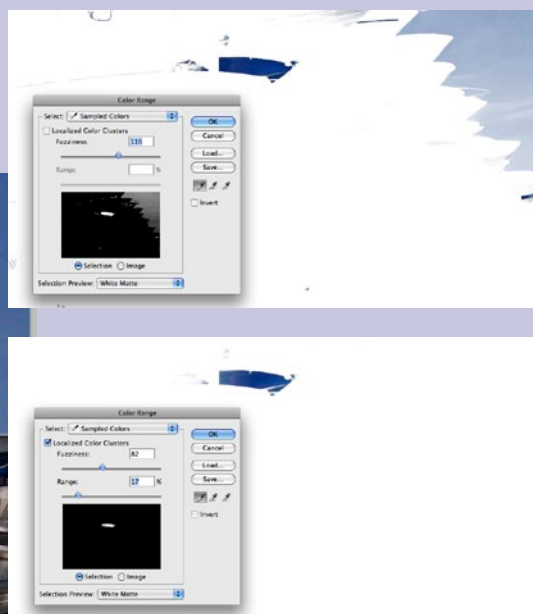 Color Range
Select: Sampled Colors
Localized Color Clusters
Fuzziness: 116
Range: %
Selection Image
Selection Preview: White Matte
OK
Cancel
Load...
Save...
Invert
Color Range
Select: Sampled Colors
Localized Color Clusters
Fuzziness: 82
Range: 17 %
Selection Image
Selection Preview: White Matte
OK
Cancel
Load...
Save...
Invert